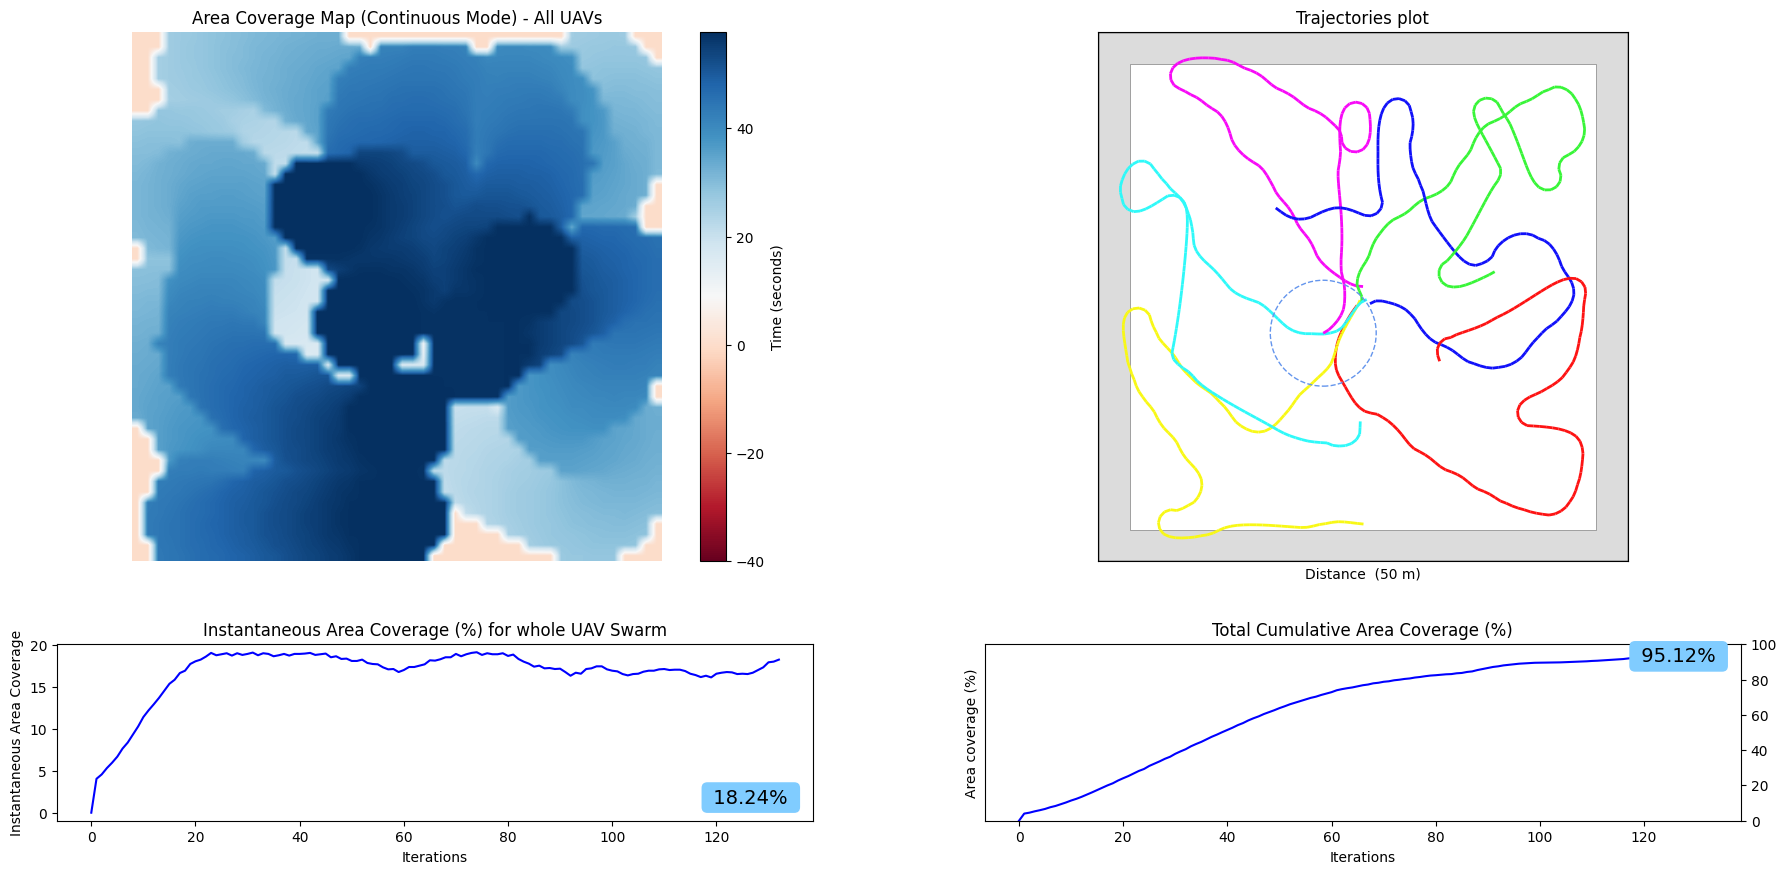 Area Coverage Map (Continuous Mode) - All UAVs
40
20
0
−20
−40
Time (seconds)
Trajectories plot
Distance  (50 m)
Instantaneous Area Coverage (%) for whole UAV Swarm
Instantaneous Area Coverage
20
15
10
5
0
18.24%
0 20 40 60 80 100 120
Iterations
Total Cumulative Area Coverage (%)
Area coverage (%)
95.12%
100
80
60
40
20
0
0 20 40 60 80 100 120
Iterations